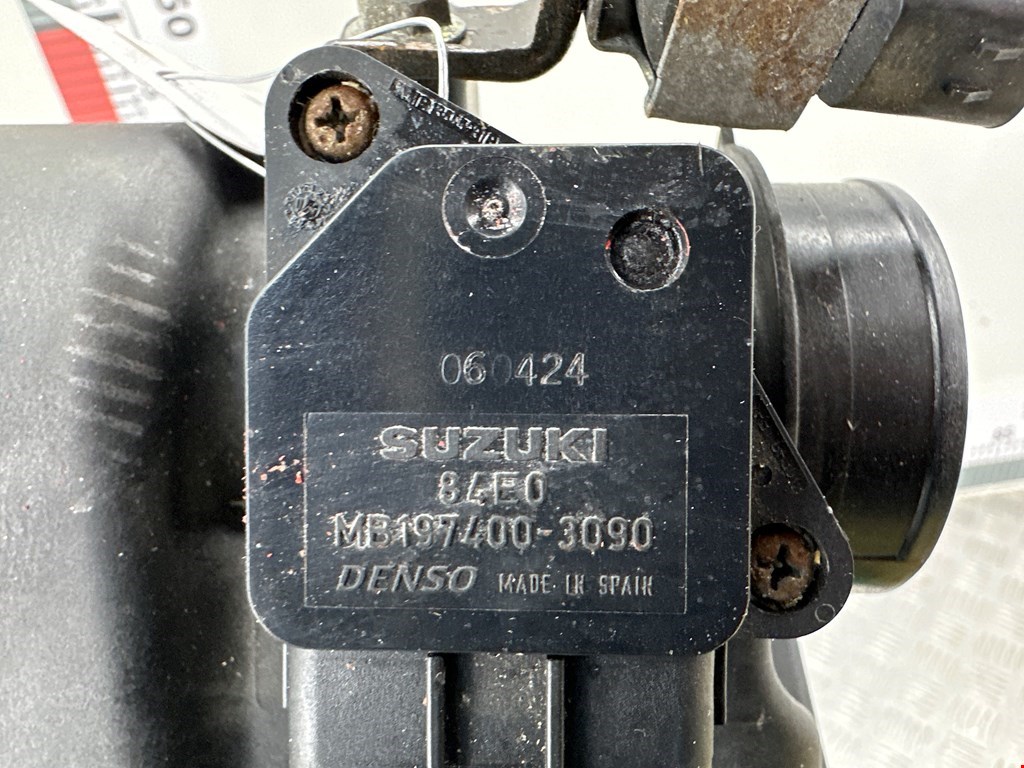 060424
SUZUKI
84E0
MB197400-3090
DENSO MADE IN SPAIN